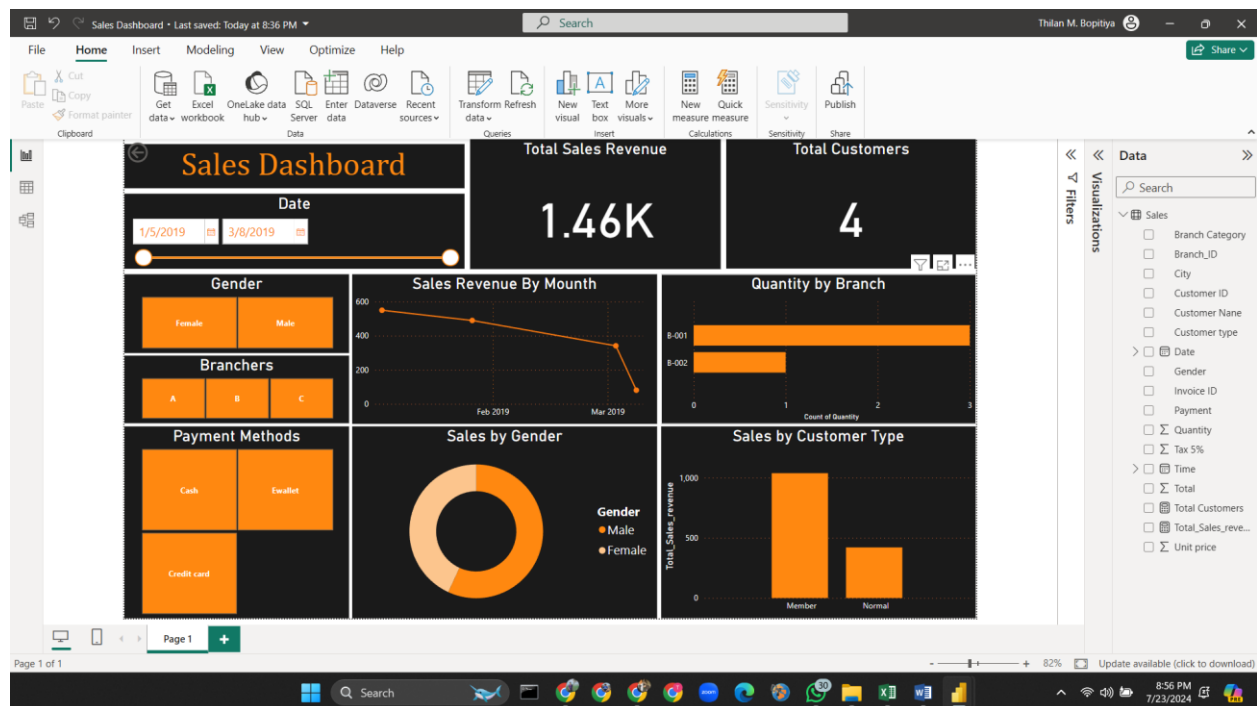 Sales Dashboard • Last saved: Today at 8:36 PM
Search
Thilan M. Bopitiya
File Home Insert Modeling View Optimize Help
Share
Paste
Cut
Copy
Format painter
Get data
Excel workbook
OneLake data hub
SQL Server
Enter data
Dataverse
Recent sources
Transform data
Refresh
New visual
Text box
More visuals
New measure
Quick measure
Sensitivity
Publish
Clipboard
Data
Queries
Insert
Calculations
Sensitivity
Share
Sales Dashboard
Date
1/5/2019
3/8/2019
Total Sales Revenue
1.46K
Total Customers
4
Gender
Female
Male
Branchers
A
B
C
Sales Revenue By Mounth
600
400
200
0
Feb 2019
Mar 2019
Quantity by Branch
B-001
B-002
0
1
2
3
Count of Quantity
Payment Methods
Cash
Ewallet
Credit card
Sales by Gender
Gender
Male
Female
Sales by Customer Type
Total_Sales_revenue
1,000
500
0
Member
Normal
Filters
Visualizations
Data
Search
Sales
Branch Category
Branch_ID
City
Customer ID
Customer Nane
Customer type
Date
Gender
Invoice ID
Payment
Quantity
Tax 5%
Time
Total
Total Customers
Total_Sales_reve...
Unit price
Page 1
Page 1 of 1
82%
Update available (click to download)
Search
zoom
30
8:56 PM
7/23/2024
PRE